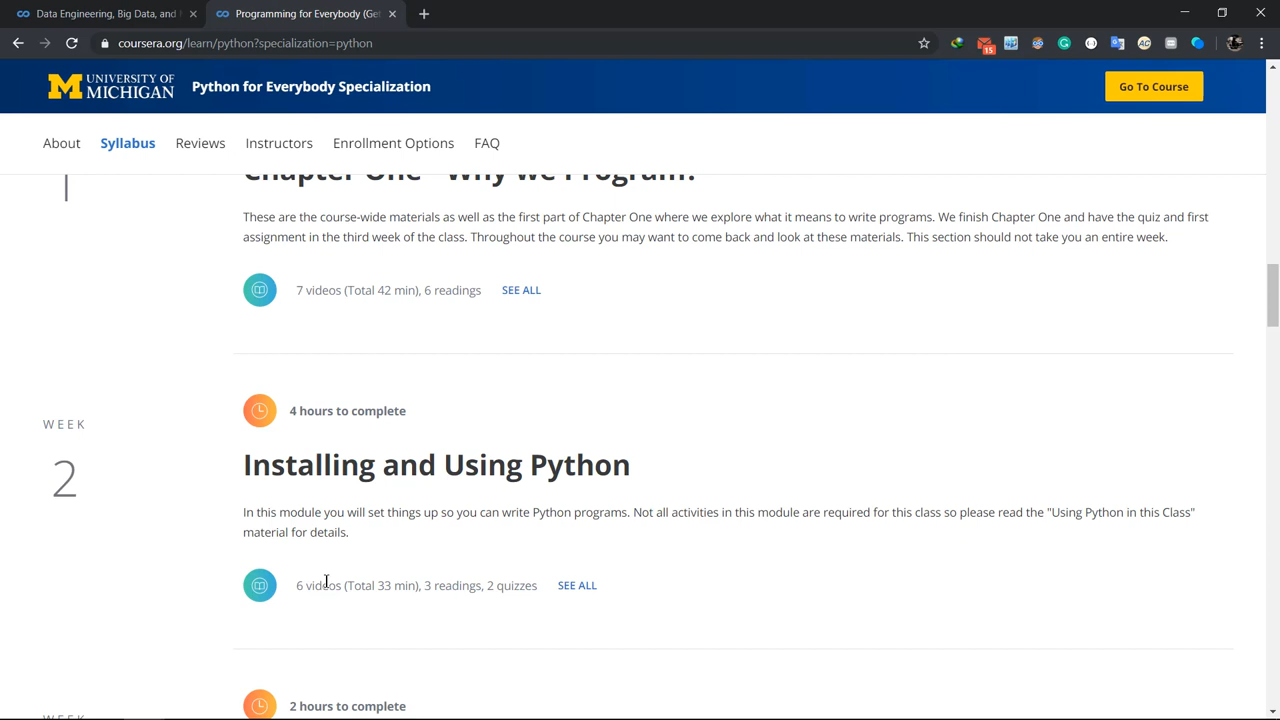 Data Engineering, Big Data, and
Programming for Everybody (Ge
coursera.org/learn/python?specialization=python
15
UNIVERSITY OF
MICHIGAN
Python for Everybody Specialization
Go To Course
About
Syllabus
Reviews
Instructors
Enrollment Options
FAQ
1
Chapter One - Why we Program?
These are the course-wide materials as well as the first part of Chapter One where we explore what it means to write programs. We finish Chapter One and have the quiz and first
assignment in the third week of the class. Throughout the course you may want to come back and look at these materials. This section should not take you an entire week.
7 videos (Total 42 min), 6 readings
SEE ALL
WEEK
2
4 hours to complete
Installing and Using Python
In this module you will set things up so you can write Python programs. Not all activities in this module are required for this class so please read the "Using Python in this Class"
material for details.
6 videos (Total 33 min), 3 readings, 2 quizzes
SEE ALL
WEEK
2 hours to complete